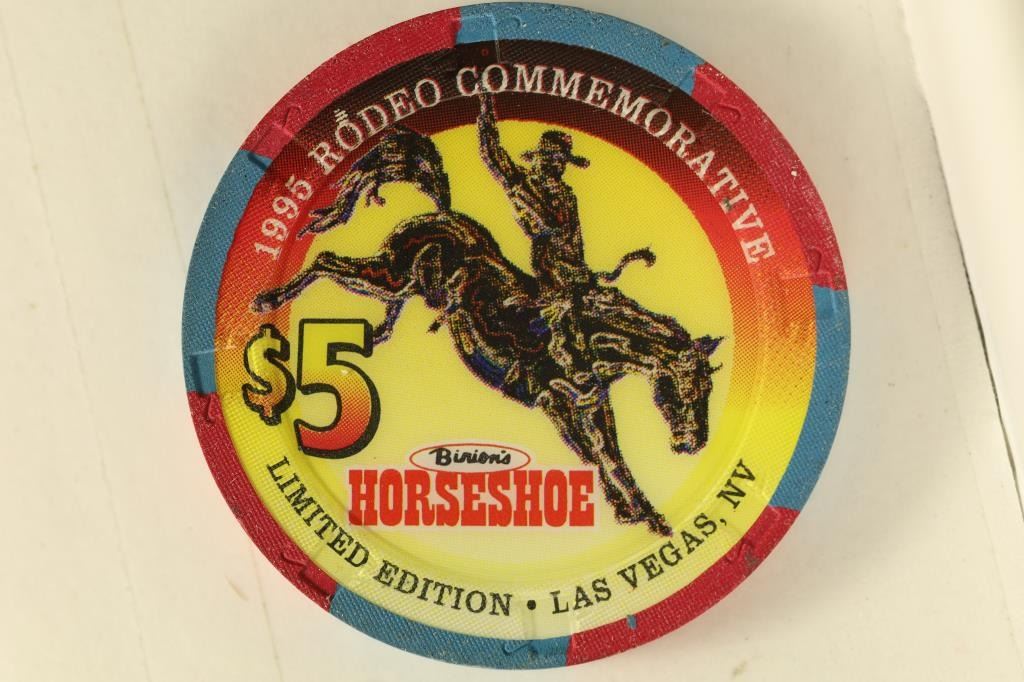 1995 RODEO COMMEMORATIVE
$5
Binion's
HORSESHOE
LIMITED EDITION • LAS VEGAS, NV